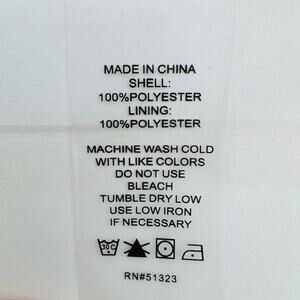 MADE IN CHINA
SHELL:
100%POLYESTER
LINING:
100%POLYESTER
MACHINE WASH COLD
WITH LIKE COLORS
DO NOT USE
BLEACH
TUMBLE DRY LOW
USE LOW IRON
IF NECESSARY
30C
RN#51323